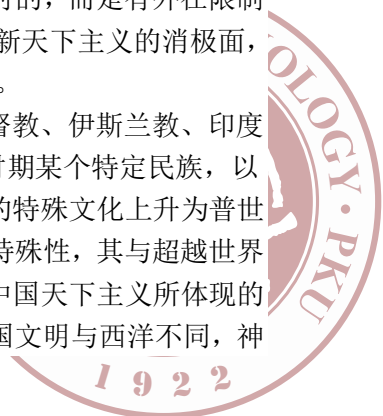 时的，而是有外在限制
新天下主义的消极面，
。
督教、伊斯兰教、印度
时期某个特定民族，以
的特殊文化上升为普世
特殊性，其与超越世界
中国天下主义所体现的
国文明与西洋不同，神
OLOGY · PKU
1922